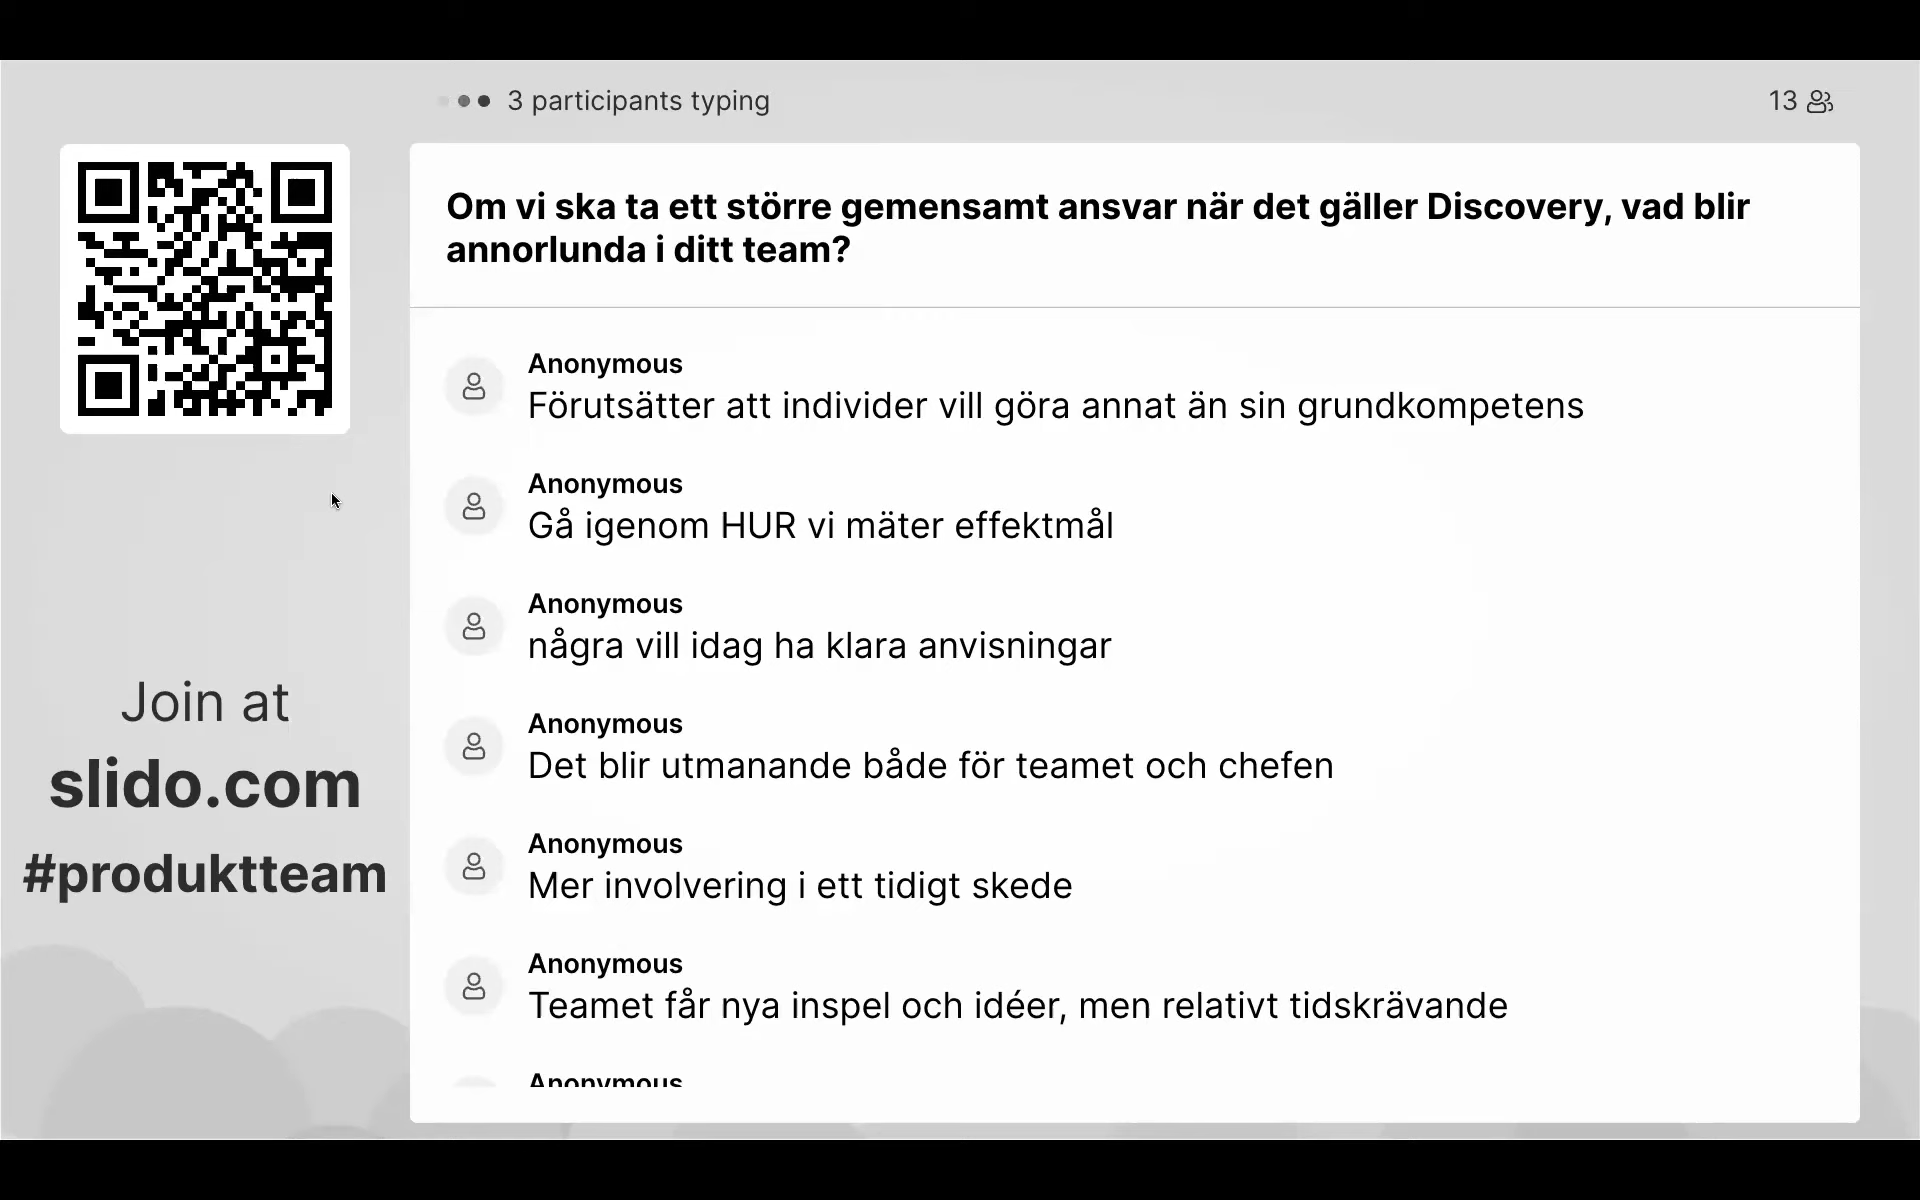 3 participants typing
13
Om vi ska ta ett större gemensamt ansvar när det gäller Discovery, vad blir
annorlunda i ditt team?
Anonymous
Förutsätter att individer vill göra annat än sin grundkompetens
Anonymous
Gå igenom HUR vi mäter effektmål
Anonymous
några vill idag ha klara anvisningar
Anonymous
Det blir utmanande både för teamet och chefen
Anonymous
Mer involvering i ett tidigt skede
Anonymous
Teamet får nya inspel och idéer, men relativt tidskrävande
Anonymous
Join at
slido.com
#produktteam